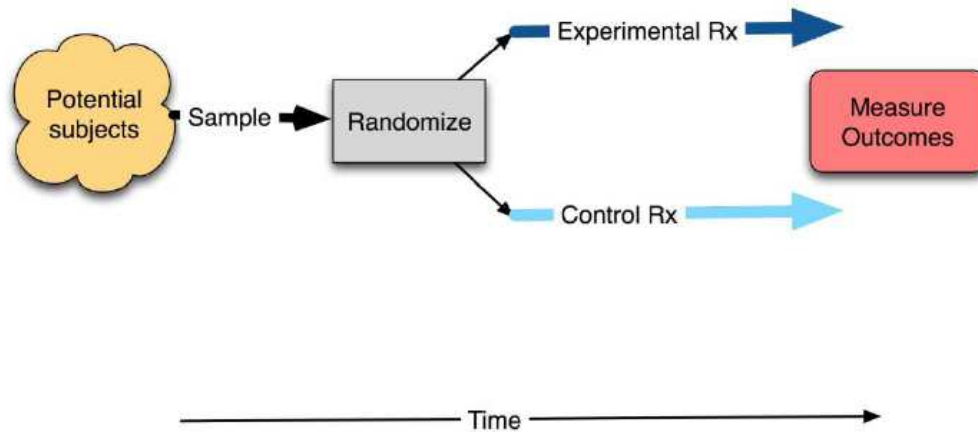 Experimental Rx
Potential
subjects
Sample
Randomize
Measure
Outcomes
Control Rx
Time